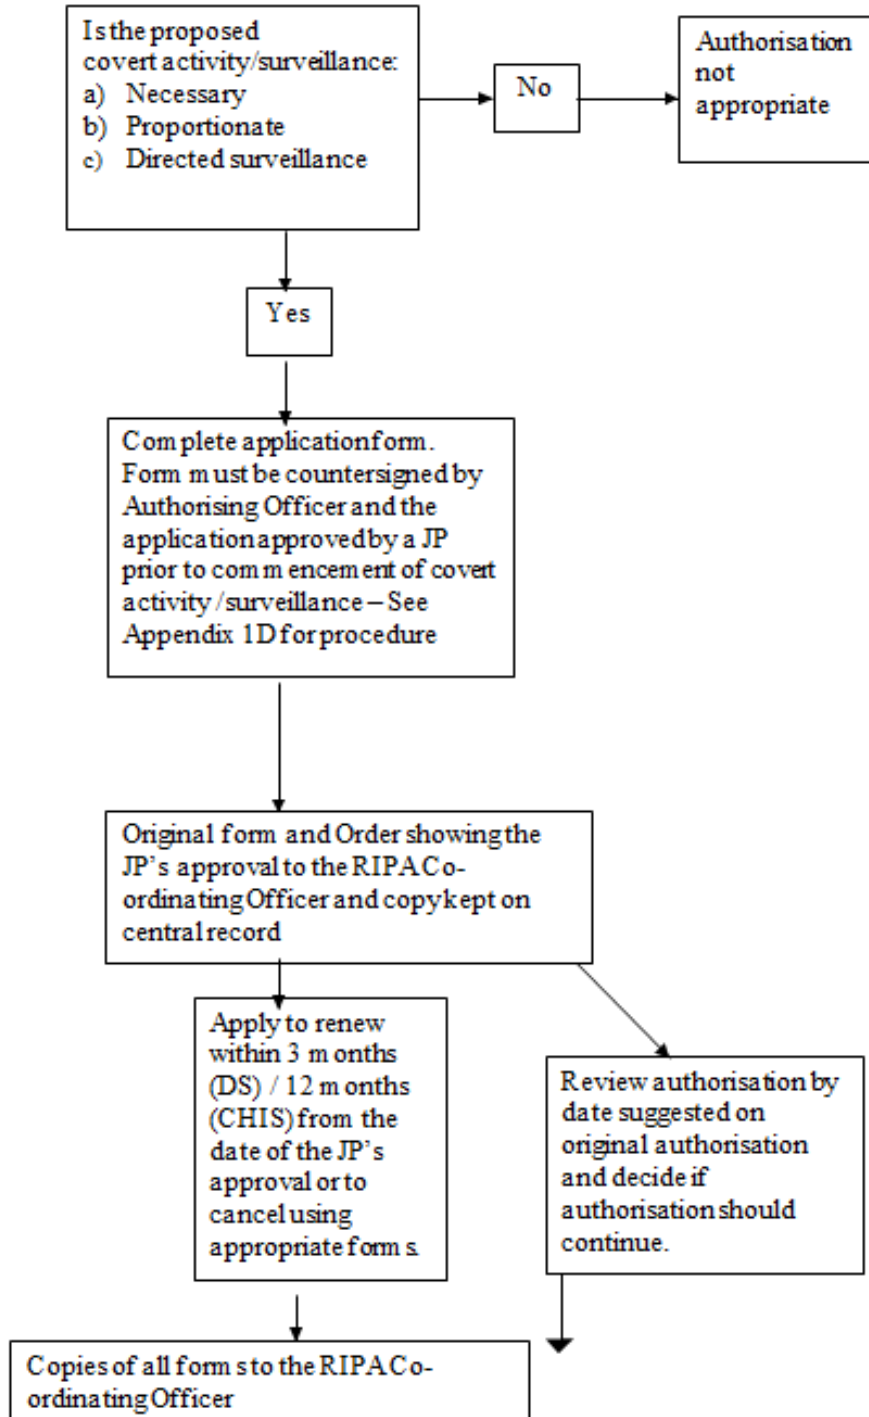 Is the proposed
covert activity/surveillance:
a) Necessary
b) Proportionate
c) Directed surveillance
No
Authorisation
not
appropriate
Yes
Complete application form.
Form must be countersigned by
Authorising Officer and the
application approved by a JP
prior to commencement of covert
activity /surveillance – See
Appendix 1D for procedure
Original form and Order showing the
JP's approval to the RIPA Co-
ordinating Officer and copy kept on
central record
Apply to renew
within 3 months
(DS) / 12 months
(CHIS) from the
date of the JP's
approval or to
cancel using
appropriate forms.
Review authorisation by
date suggested on
original authorisation
and decide if
authorisation should
continue.
Copies of all forms to the RIPA Co-
ordinating Officer